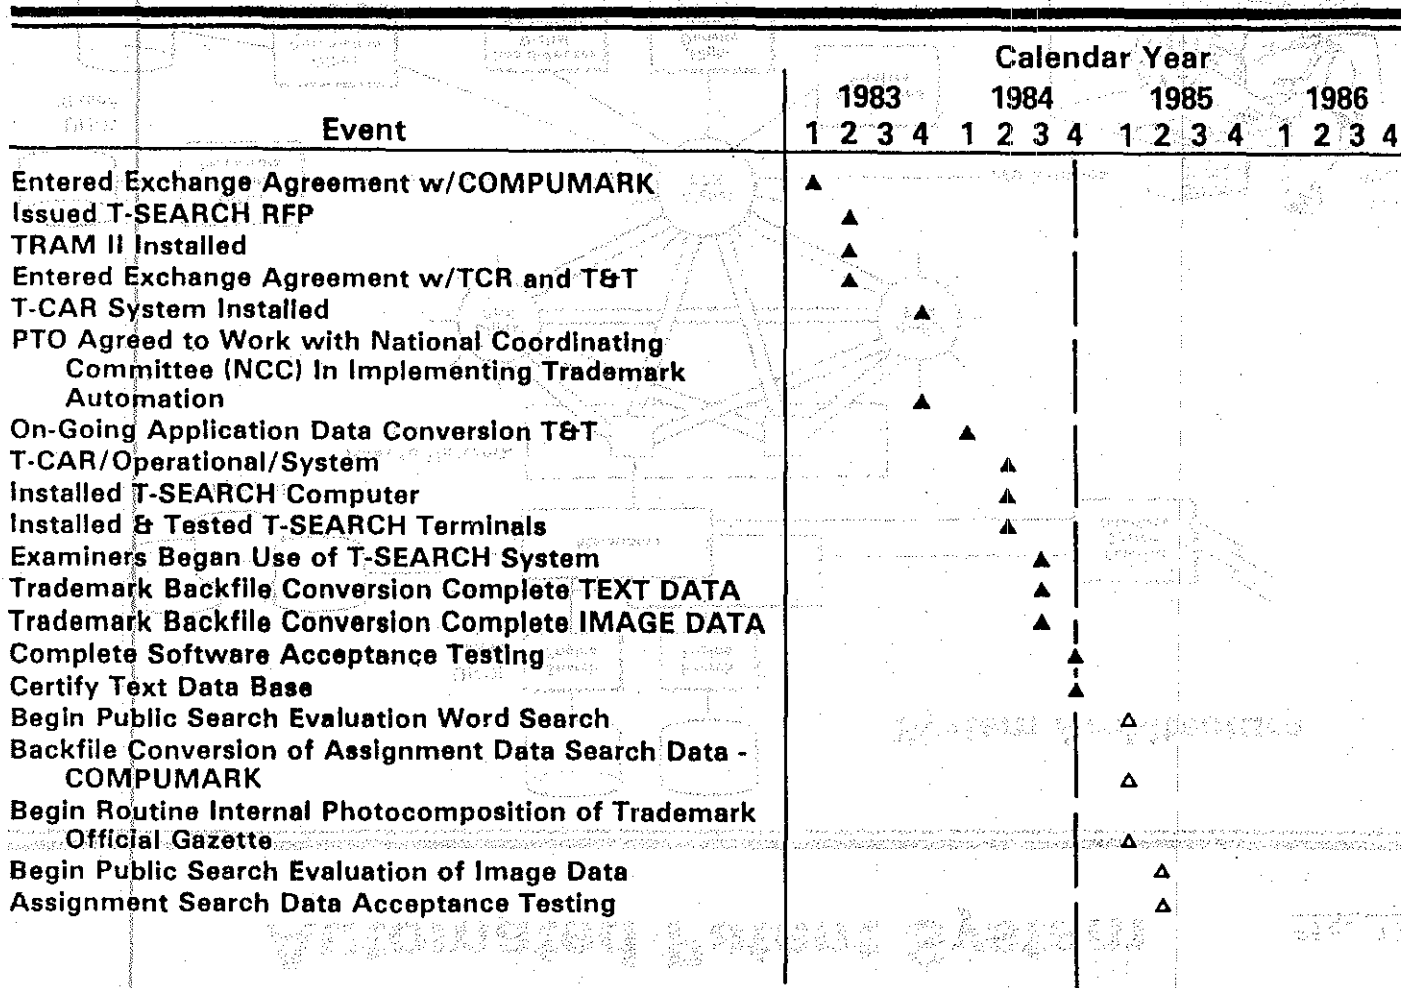 Calendar Year
1983 1984 1985 1986
Event 1 2 3 4 1 2 3 4 1 2 3 4 1 2 3 4
Entered Exchange Agreement w/COMPUMARK
Issued T-SEARCH RFP
TRAM II Installed
Entered Exchange Agreement w/TCR and T&T
T-CAR System Installed
PTO Agreed to Work with National Coordinating
Committee (NCC) In Implementing Trademark
Automation
On-Going Application Data Conversion T&T
T-CAR/Operational/System
Installed T-SEARCH Computer
Installed & Tested T-SEARCH Terminals
Examiners Began Use of T-SEARCH System
Trademark Backfile Conversion Complete TEXT DATA
Trademark Backfile Conversion Complete IMAGE DATA
Complete Software Acceptance Testing
Certify Text Data Base
Begin Public Search Evaluation Word Search
Backfile Conversion of Assignment Data Search Data -
COMPUMARK
Begin Routine Internal Photocomposition of Trademark
Official Gazette
Begin Public Search Evaluation of Image Data
Assignment Search Data Acceptance Testing